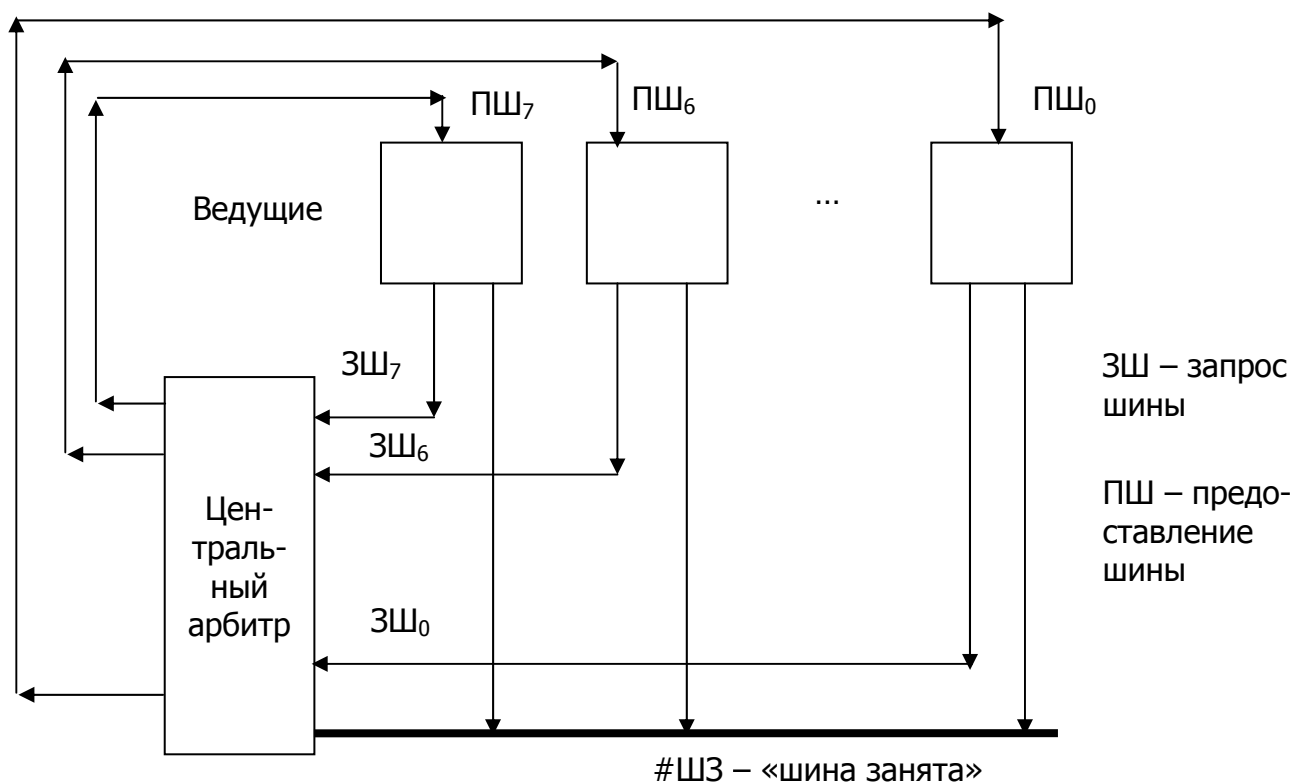 ПШ₇
ПШ₆
ПШ₀
Ведущие
...
ЗШ₇
ЗШ₆
ЗШ₀
Цен-
траль-
ный
арбитр
ЗШ – запрос
шины
ПШ – предо-
ставление
шины
#ШЗ – «шина занята»